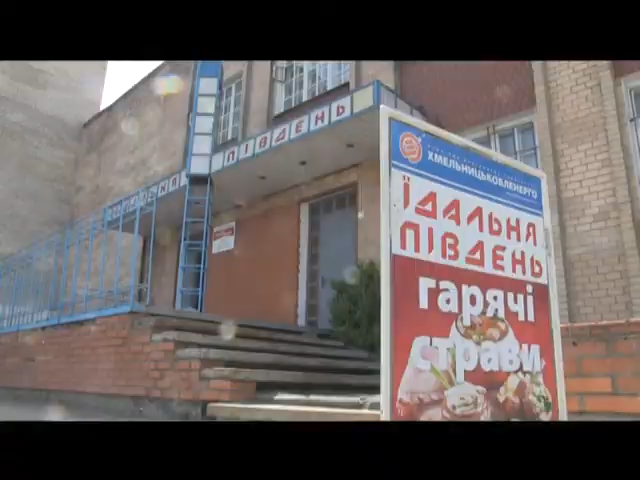 ПІВДЕНЬ
ХМЕЛЬНИЦЬКОБЛЕНЕРГО
ЇДАЛЬНЯ
ПІВДЕНЬ
гарячі
страви